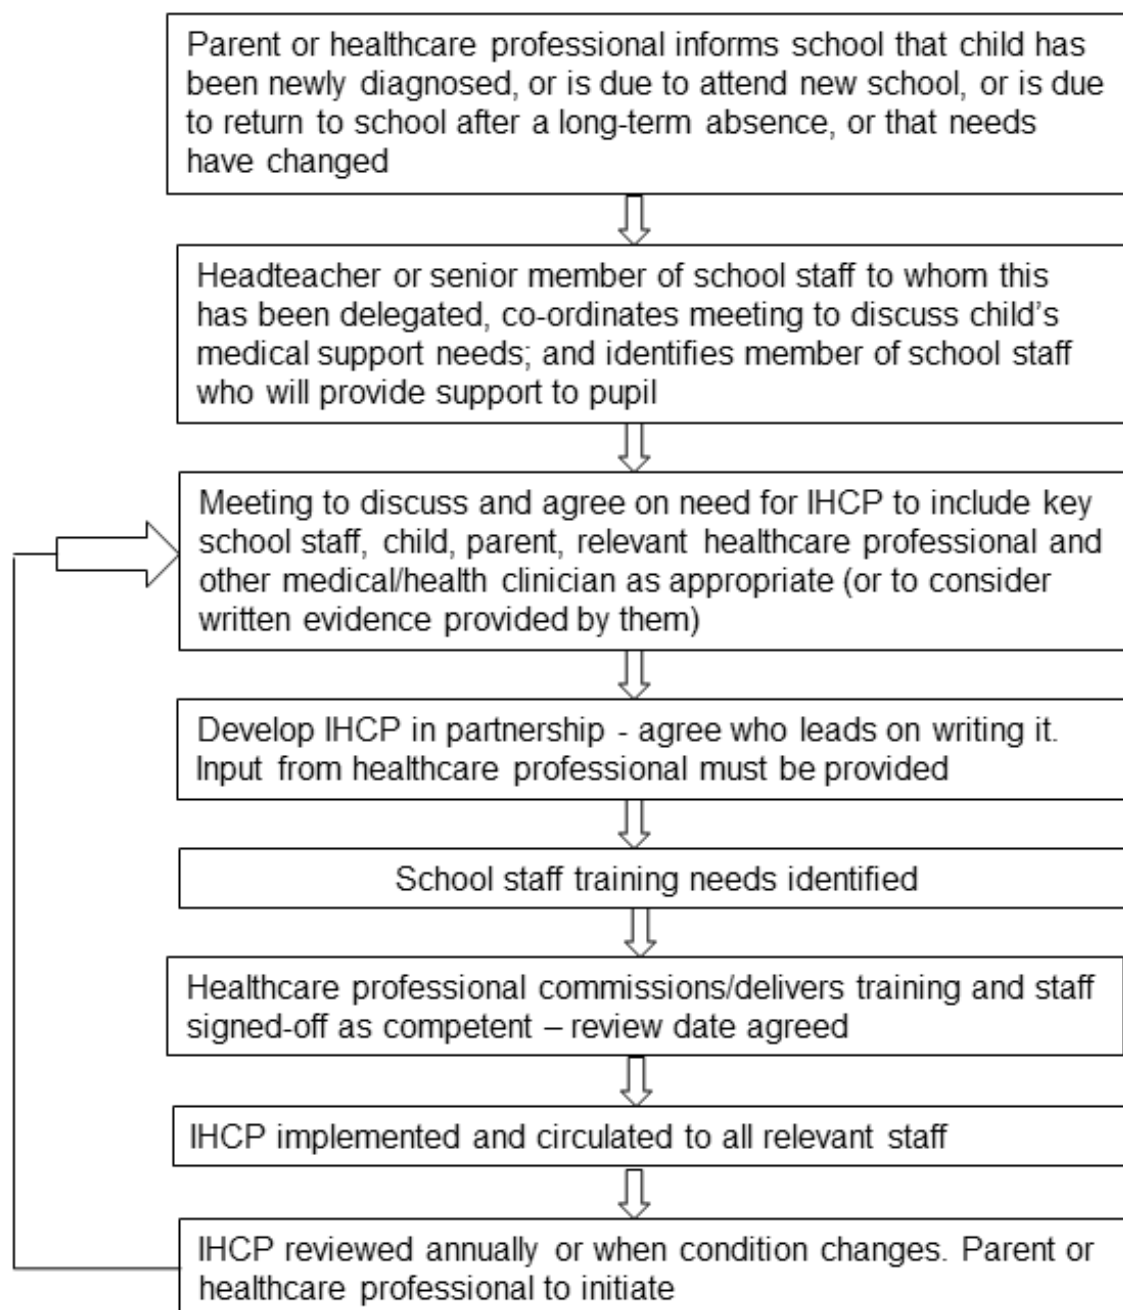 Parent or healthcare professional informs school that child has
been newly diagnosed, or is due to attend new school, or is due
to return to school after a long-term absence, or that needs
have changed
Headteacher or senior member of school staff to whom this
has been delegated, co-ordinates meeting to discuss child's
medical support needs; and identifies member of school staff
who will provide support to pupil
Meeting to discuss and agree on need for IHCP to include key
school staff, child, parent, relevant healthcare professional and
other medical/health clinician as appropriate (or to consider
written evidence provided by them)
Develop IHCP in partnership - agree who leads on writing it.
Input from healthcare professional must be provided
School staff training needs identified
Healthcare professional commissions/delivers training and staff
signed-off as competent – review date agreed
IHCP implemented and circulated to all relevant staff
IHCP reviewed annually or when condition changes. Parent or
healthcare professional to initiate